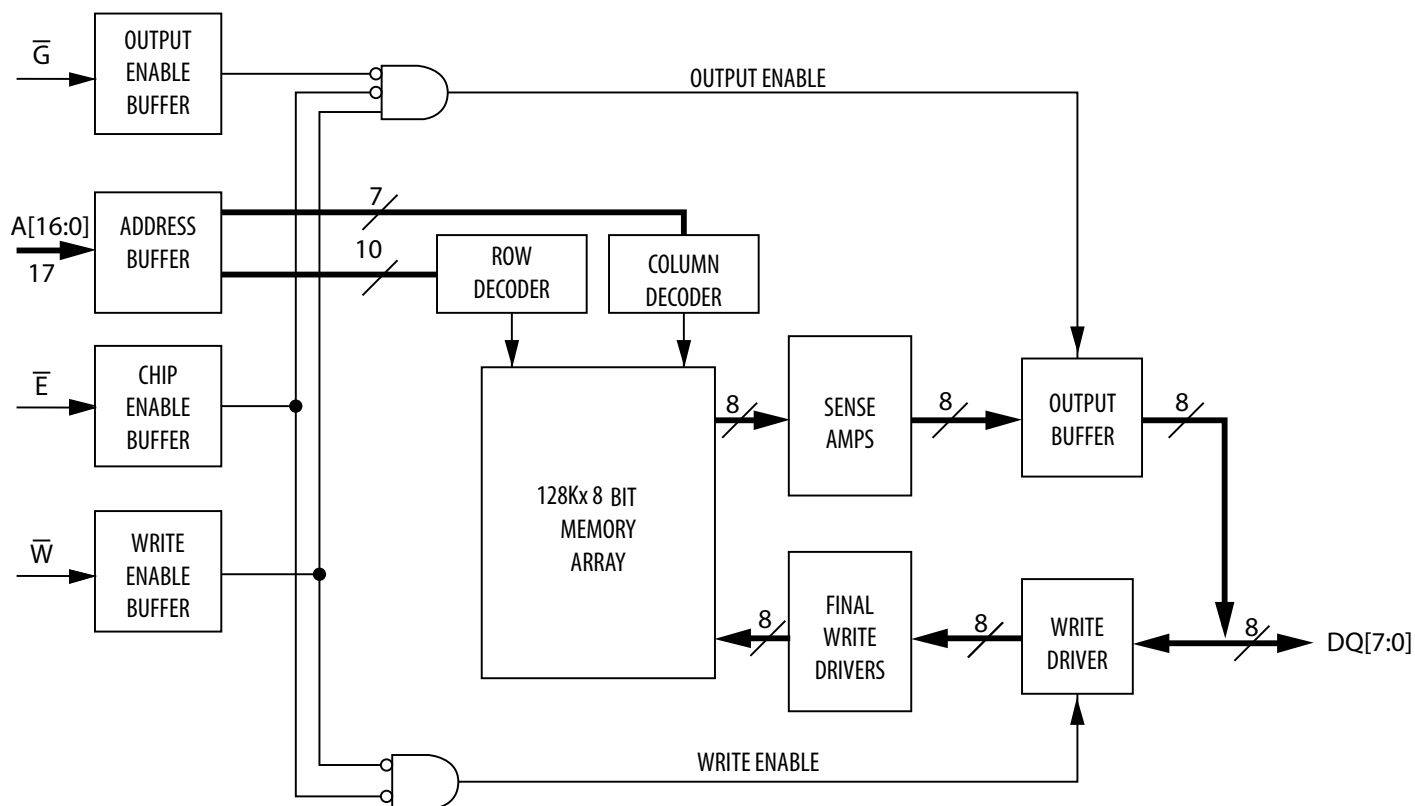 G̅
OUTPUT
ENABLE
BUFFER
OUTPUT ENABLE
A[16:0]
17
ADDRESS
BUFFER
7
10
ROW
DECODER
COLUMN
DECODER
E̅
CHIP
ENABLE
BUFFER
128Kx 8 BIT
MEMORY
ARRAY
8
SENSE
AMPS
8
OUTPUT
BUFFER
8
W̅
WRITE
ENABLE
BUFFER
8
FINAL
WRITE
DRIVERS
8
WRITE
DRIVER
8
DQ[7:0]
WRITE ENABLE